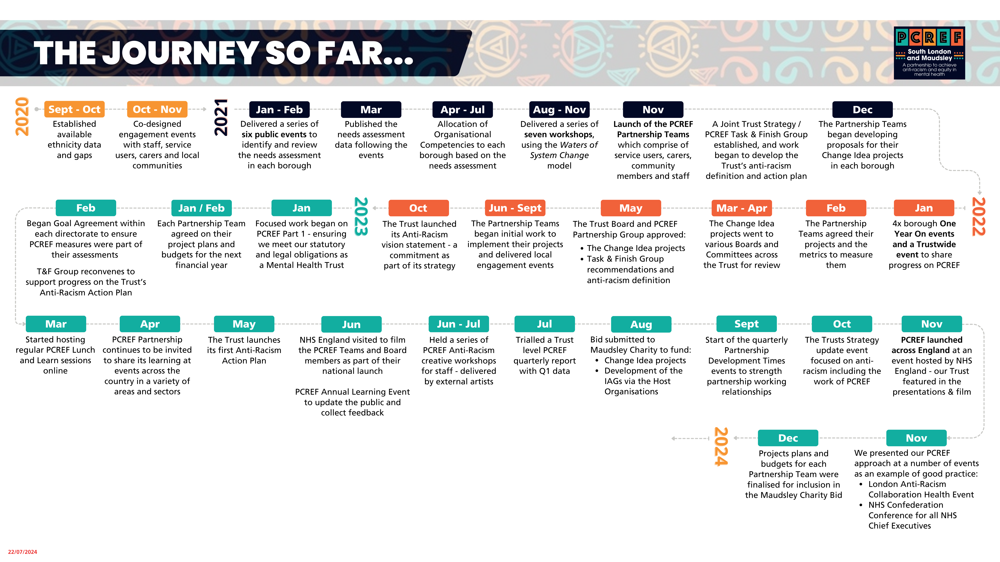 THE JOURNEY SO FAR...
PCREF
South London
and Maudsley
A partnership to achieve
anti-racism and equity in
mental health
2020
Sept - Oct
Established
available
ethnicity data
and gaps
Oct - Nov
Co-designed
engagement events
with staff, service
users, carers and local
communities
2021
Jan - Feb
Delivered a series of
six public events to
identify and review
the needs assessment
in each borough
Mar
Published the
needs assessment
data following the
events
Apr - Jul
Allocation of
Organisational
Competencies to each
borough based on the
needs assessment
Aug - Nov
Delivered a series of
seven workshops,
using the Waters of
System Change
model
Nov
Launch of the PCREF
Partnership Teams
which comprise of
service users, carers,
community
members and staff
A Joint Trust Strategy /
PCREF Task & Finish Group
established, and work
began to develop the
Trust's anti-racism
definition and action plan
Dec
The Partnership Teams
began developing
proposals for their
Change Idea projects
in each borough
2022
Jan
4x borough One
Year On events
and a Trustwide
event to share
progress on PCREF
Feb
The Partnership
Teams agreed their
projects and the
metrics to measure
them
Mar - Apr
The Change Idea
projects went to
various Boards and
Committees across
the Trust for review
May
The Trust Board and PCREF
Partnership Group approved:
• The Change Idea projects
• Task & Finish Group
recommendations and
anti-racism definition
Jun - Sept
The Partnership Teams
began initial work to
implement their projects
and delivered local
engagement events
Oct
The Trust launched
its Anti-Racism
vision statement - a
commitment as
part of its strategy
2023
Jan
Focused work began on
PCREF Part 1 - ensuring
we meet our statutory
and legal obligations as
a Mental Health Trust
Jan / Feb
Each Partnership Team
agreed on their
project plans and
budgets for the next
financial year
Feb
Began Goal Agreement within
each directorate to ensure
PCREF measures were part of
their assessments
T&F Group reconvenes to
support progress on the Trust's
Anti-Racism Action Plan
Mar
Started hosting
regular PCREF Lunch
and Learn sessions
online
Apr
PCREF Partnership
continues to be invited
to share its learning at
events across the
country in a variety of
areas and sectors
May
The Trust launches
its first Anti-Racism
Action Plan
Jun
NHS England visited to film
the PCREF Teams and Board
members as part of their
national launch
PCREF Annual Learning Event
to update the public and
collect feedback
Jun - Jul
Held a series of
PCREF Anti-Racism
creative workshops
for staff - delivered
by external artists
Jul
Trialled a Trust
level PCREF
quarterly report
with Q1 data
Aug
Bid submitted to
Maudsley Charity to fund:
• Change Idea projects
• Development of the
IAGs via the Host
Organisations
Sept
Start of the quarterly
Partnership
Development Times
events to strength
partnership working
relationships
Oct
The Trusts Strategy
update event
focused on anti-
racism including the
work of PCREF
Nov
PCREF launched
across England at an
event hosted by NHS
England - our Trust
featured in the
presentations & film
Nov
We presented our PCREF
approach at a number of events
as an example of good practice:
• London Anti-Racism
Collaboration Health Event
• NHS Confederation
Conference for all NHS
Chief Executives
Dec
Projects plans and
budgets for each
Partnership Team were
finalised for inclusion in
the Maudsley Charity Bid
2024
22/07/2024